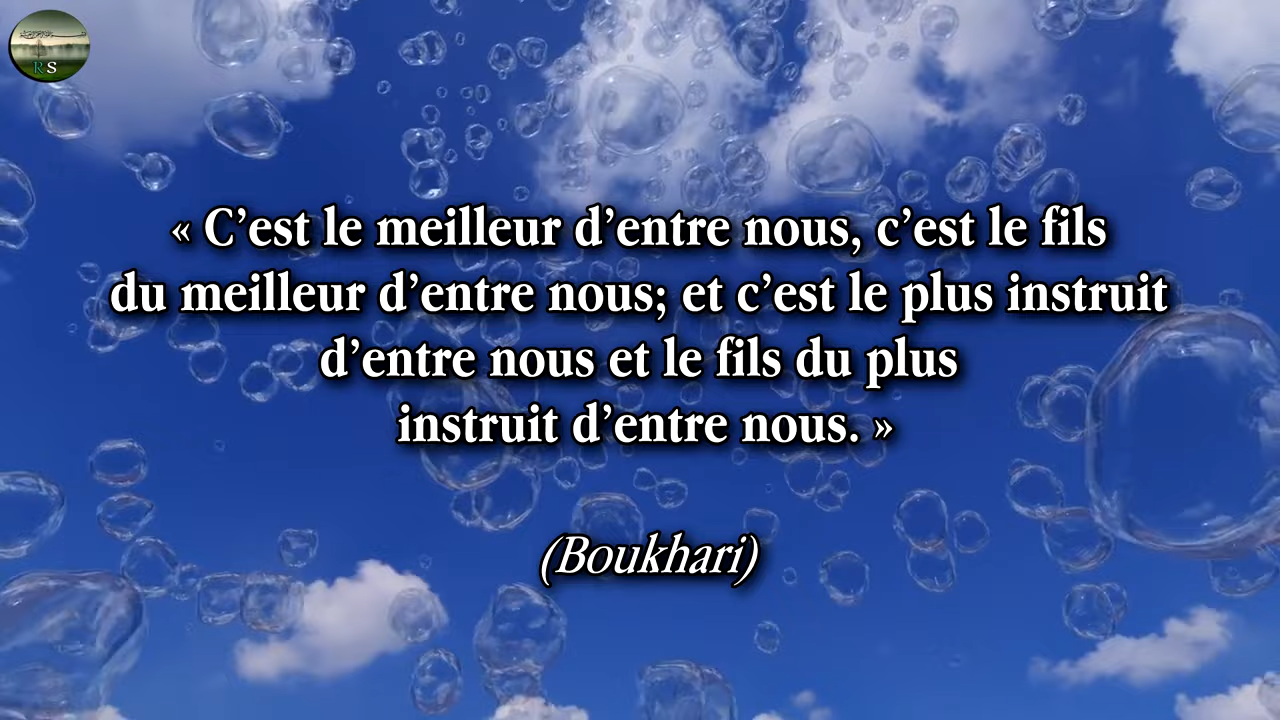 RS
« C’est le meilleur d’entre nous, c’est le fils
du meilleur d’entre nous; et c’est le plus instruit
d’entre nous et le fils du plus
instruit d’entre nous. »
(Boukhari)